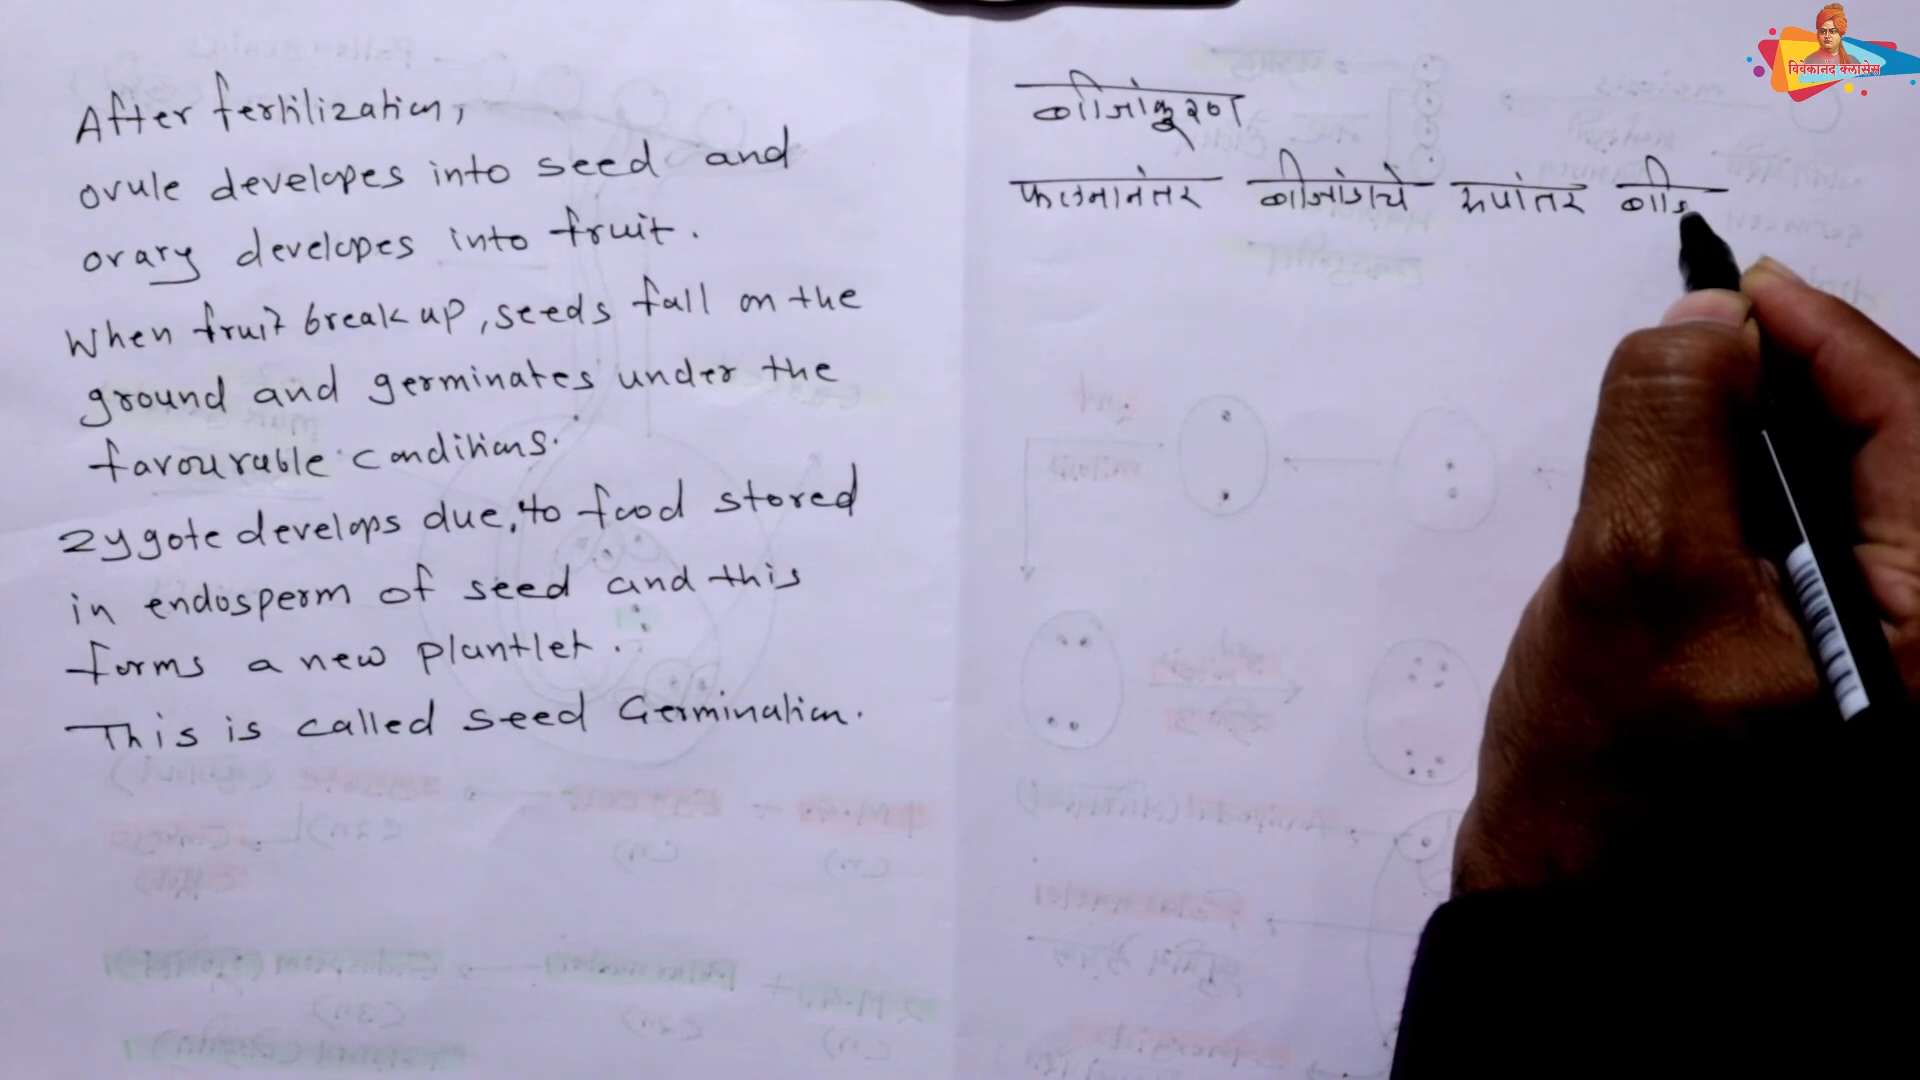 After fertilization,
ovule developes into seed and
orary developes into fruit.
When fruit break up, seeds fall on the
ground and germinates under the
favourable conditions.
Zygote develops due to food stored
in endosperm of seed and this
forms a new plantlet.
This is called seed Germination.
बीजांकुरण
फलनानंतर बीजांडाचे रूपांतर
विवेकानंद क्लासेस